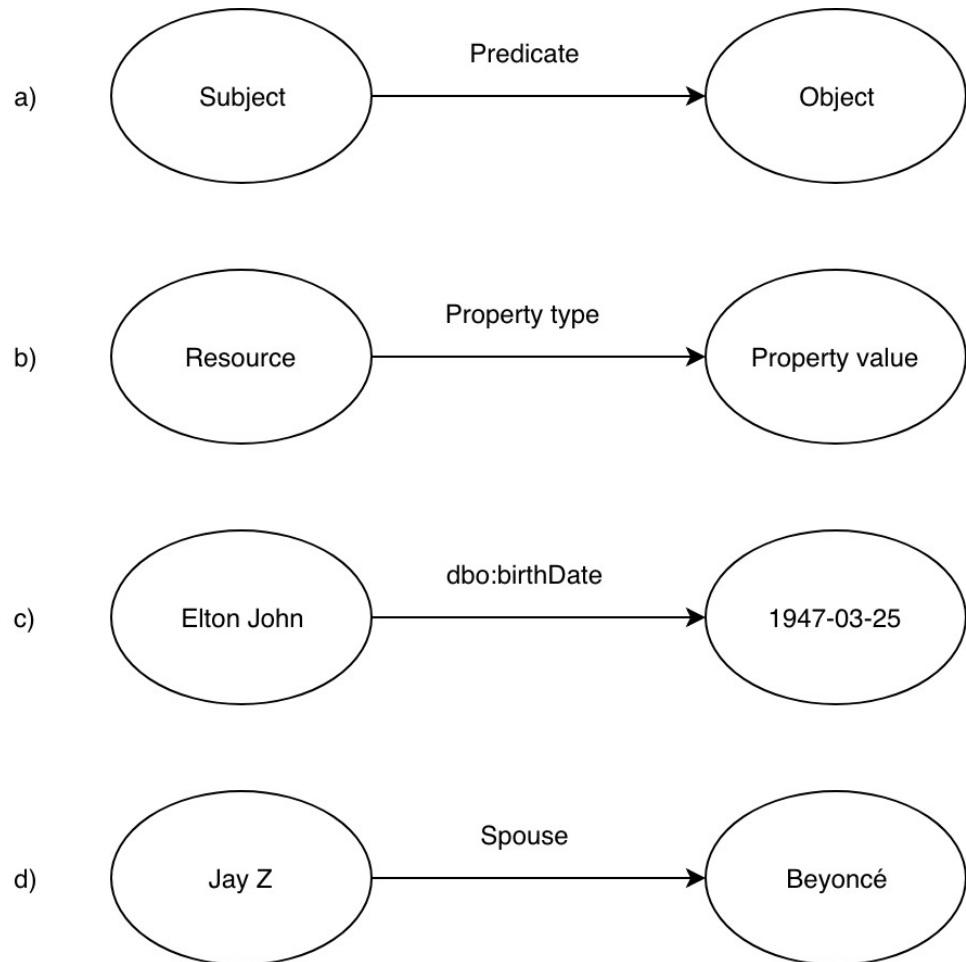 Predicate
a) Subject Object
Property type
b) Resource Property value
dbo:birthDate
c) Elton John 1947-03-25
Spouse
d) Jay Z Beyoncé